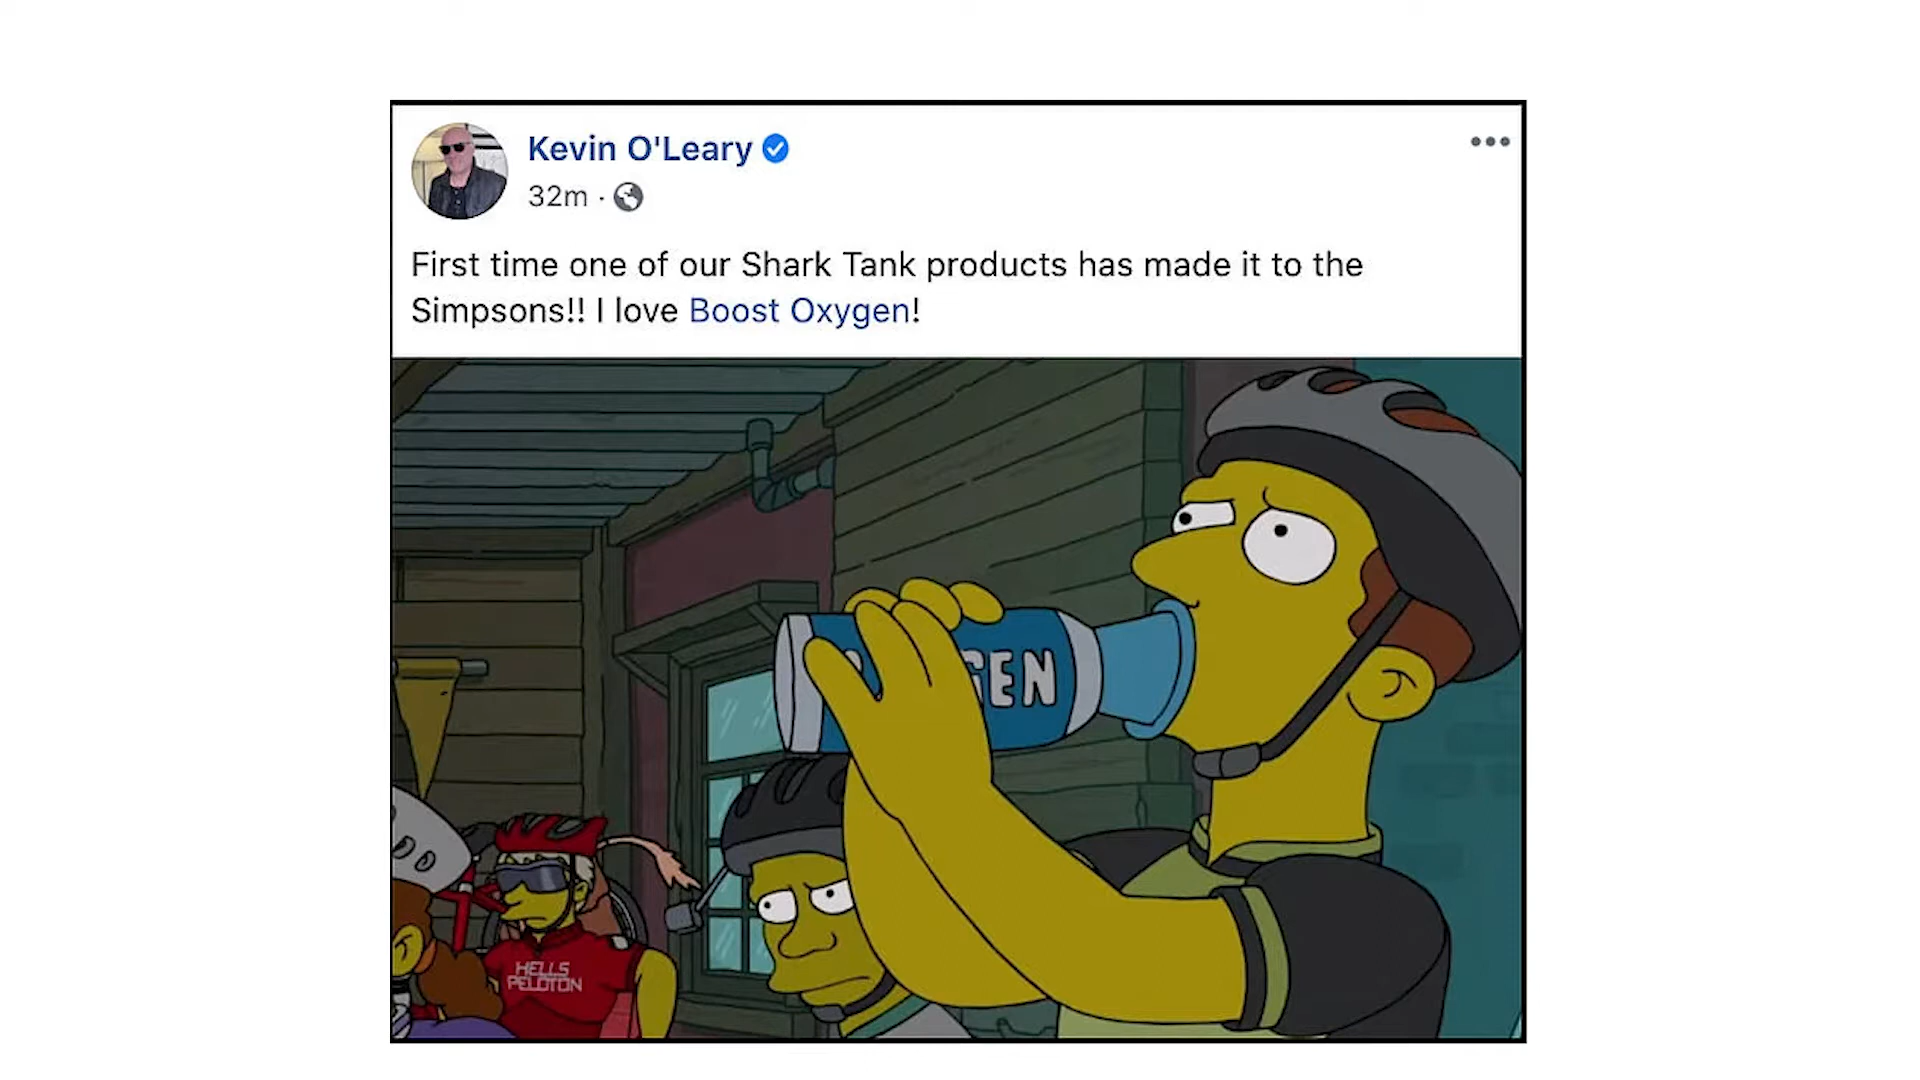 Kevin O'Leary
32m ·
First time one of our Shark Tank products has made it to the
Simpsons!! I love Boost Oxygen!
GEN
HELLS
PELOTON